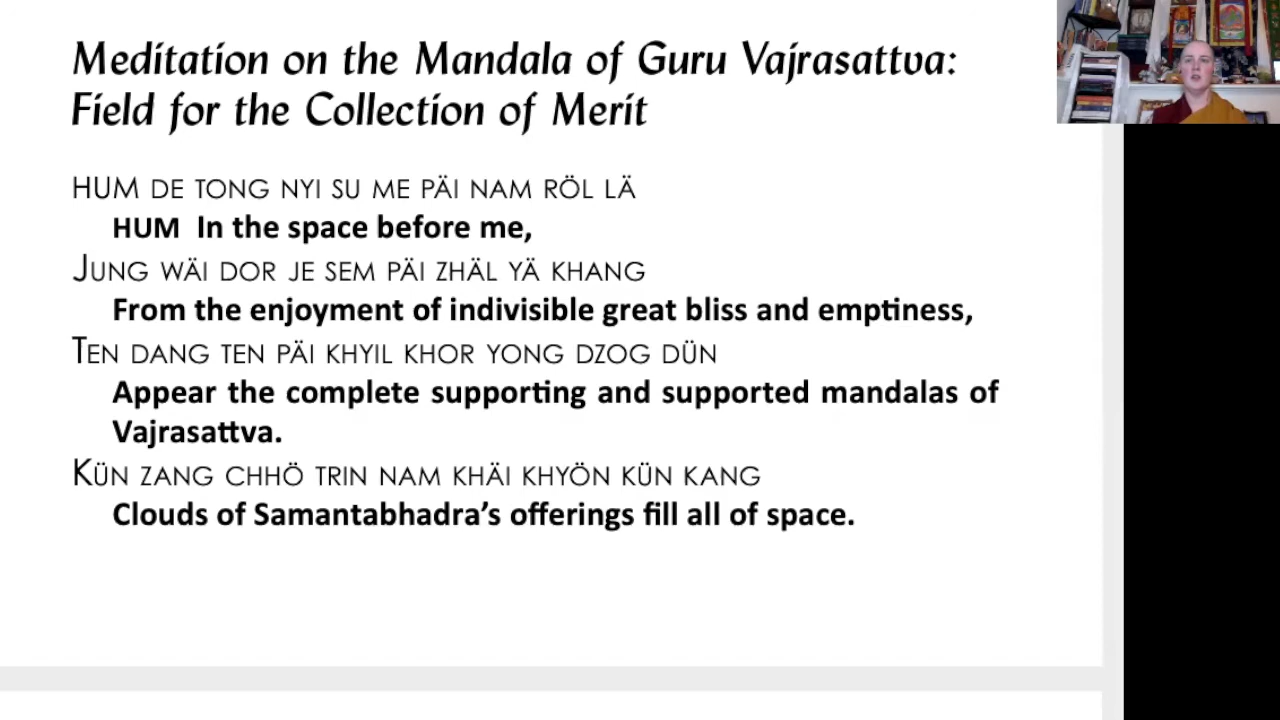 Meditation on the Mandala of Guru Vajrasattva:
Field for the Collection of Merit
HUM DE TONG NYI SU ME PÄI NAM RÖL LÄ
HUM In the space before me,
JUNG WÄI DOR JE SEM PÄI ZHÄL YÄ KHANG
From the enjoyment of indivisible great bliss and emptiness,
TEN DANG TEN PÄI KHYIL KHOR YONG DZOG DÜN
Appear the complete supporting and supported mandalas of
Vajrasattva.
KÜN ZANG CHHÖ TRIN NAM KHÄI KHYÖN KÜN KANG
Clouds of Samantabhadra’s offerings fill all of space.